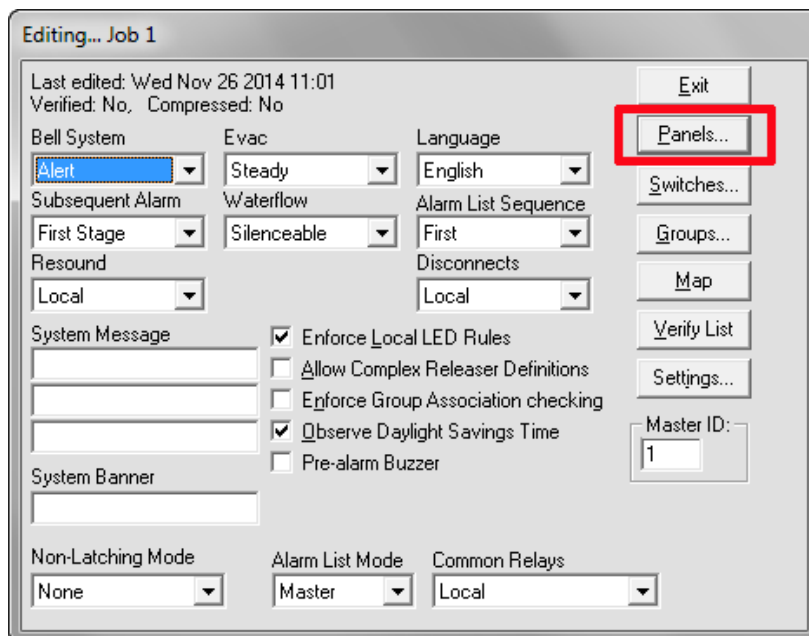 Editing... Job 1
Last edited: Wed Nov 26 2014 11:01
Verified: No, Compressed: No
Exit
Bell System Evac Language
Panels...
Alert Steady English
Switches...
Subsequent Alarm Waterflow Alarm List Sequence
First Stage Silenceable First
Groups...
Resound Disconnects
Map
Local Local
System Message
Enforce Local LED Rules
Verify List
Allow Complex Releaser Definitions
Settings...
Enforce Group Association checking
Observe Daylight Savings Time
Master ID:
1
Pre-alarm Buzzer
System Banner
Non-Latching Mode Alarm List Mode Common Relays
None Master Local